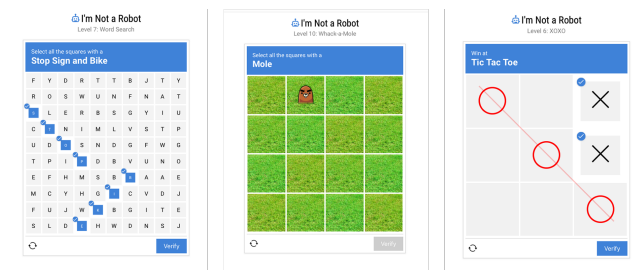 I'm Not a Robot
Level 7: Word Search
Select all the squares with a
Stop Sign and Bike
F Y D R T T B J T Y
R O S W U N F N A T
S L E R B S G Y I U
C T N I M L V S T P
U D O S N D G F W G
T P I P D B V U N O
E F H M S B B A A E
M C Y H G I C V D J
F U J W K B G I T E
S L D E H W D N S J
Verify
I'm Not a Robot
Level 10: Whack-a-Mole
Select all the squares with a
Mole
Verify
I'm Not a Robot
Level 6: XOXO
Win at
Tic Tac Toe
Verify